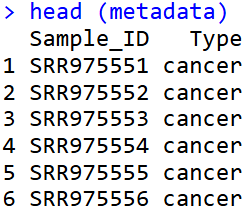 > head (metadata)
Sample_ID Type
1 SRR975551 cancer
2 SRR975552 cancer
3 SRR975553 cancer
4 SRR975554 cancer
5 SRR975555 cancer
6 SRR975556 cancer